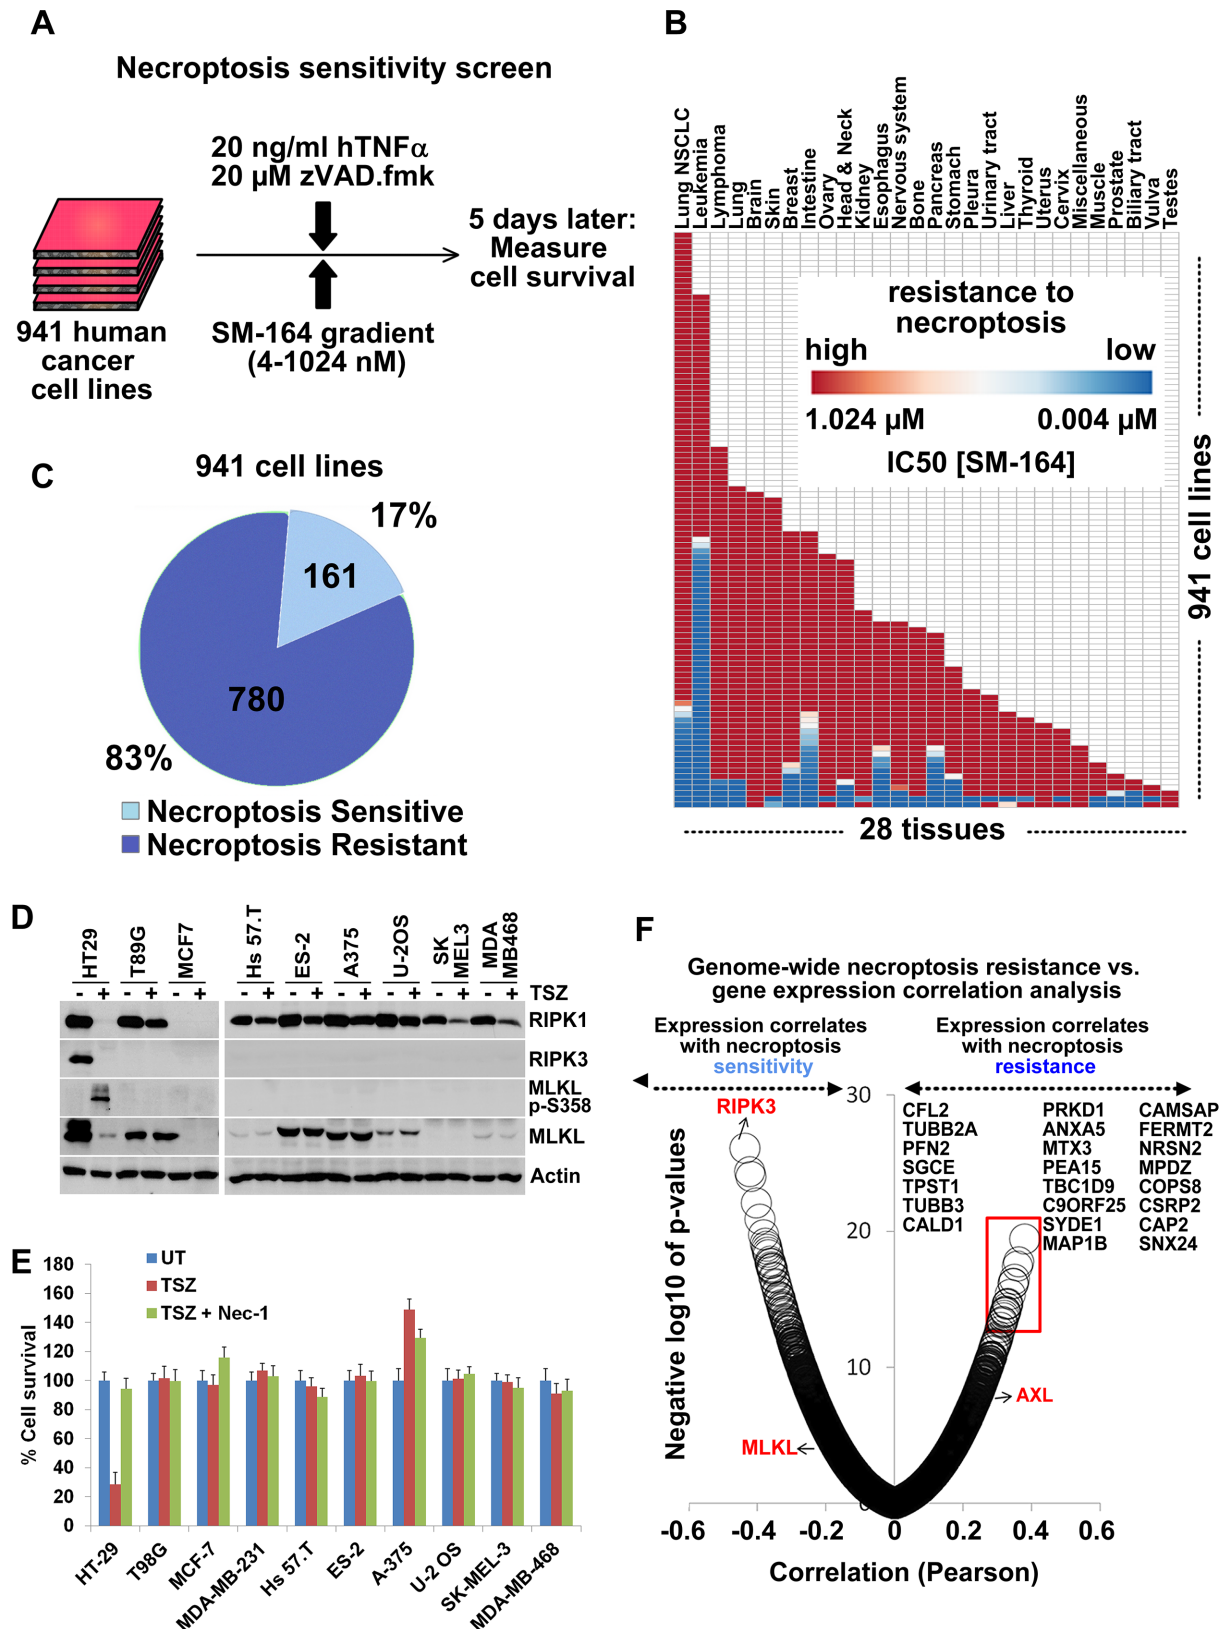 A
Necroptosis sensitivity screen
20 ng/ml hTNFα
20 µM zVAD.fmk
5 days later:
Measure
cell survival
941 human
cancer
cell lines
SM-164 gradient
(4-1024 nM)
B
Lung NSCLC
Leukemia
Lymphoma
Lung
Brain
Skin
Breast
Intestine
Ovary
Head & Neck
Kidney
Esophagus
Nervous system
Bone
Pancreas
Stomach
Pleura
Urinary tract
Liver
Thyroid
Uterus
Cervix
Miscellaneous
Muscle
Prostate
Biliary tract
Vulva
Testes
resistance to
necroptosis
high low
1.024 µM 0.004 µM
IC50 [SM-164]
941 cell lines
28 tissues
C
941 cell lines
17%
161
780
83%
Necroptosis Sensitive
Necroptosis Resistant
D
HT29
T89G
MCF7
Hs 57.T
ES-2
A375
U-2OS
SK
MEL3
MDA
MB468
- + - + - + - + - + - + - + - + - + TSZ
RIPK1
RIPK3
MLKL
p-S358
MLKL
Actin
E
UT
TSZ
TSZ + Nec-1
% Cell survival
180
160
140
120
100
80
60
40
20
0
HT-29
T98G
MCF-7
MDA-MB-231
Hs 57.T
ES-2
A-375
U-2 OS
SK-MEL-3
MDA-MB-468
F
Genome-wide necroptosis resistance vs.
gene expression correlation analysis
Expression correlates
with necroptosis
sensitivity
Expression correlates
with necroptosis
resistance
RIPK3
30
20
10
0
CFL2
TUBB2A
PFN2
SGCE
TPST1
TUBB3
CALD1
PRKD1
ANXA5
MTX3
PEA15
TBC1D9
C9ORF25
SYDE1
MAP1B
CAMSAP
FERMT2
NRSN2
MPDZ
COPS8
CSRP2
CAP2
SNX24
AXL
MLKL
Negative log10 of p-values
-0.6 -0.4 -0.2 0 0.2 0.4 0.6
Correlation (Pearson)